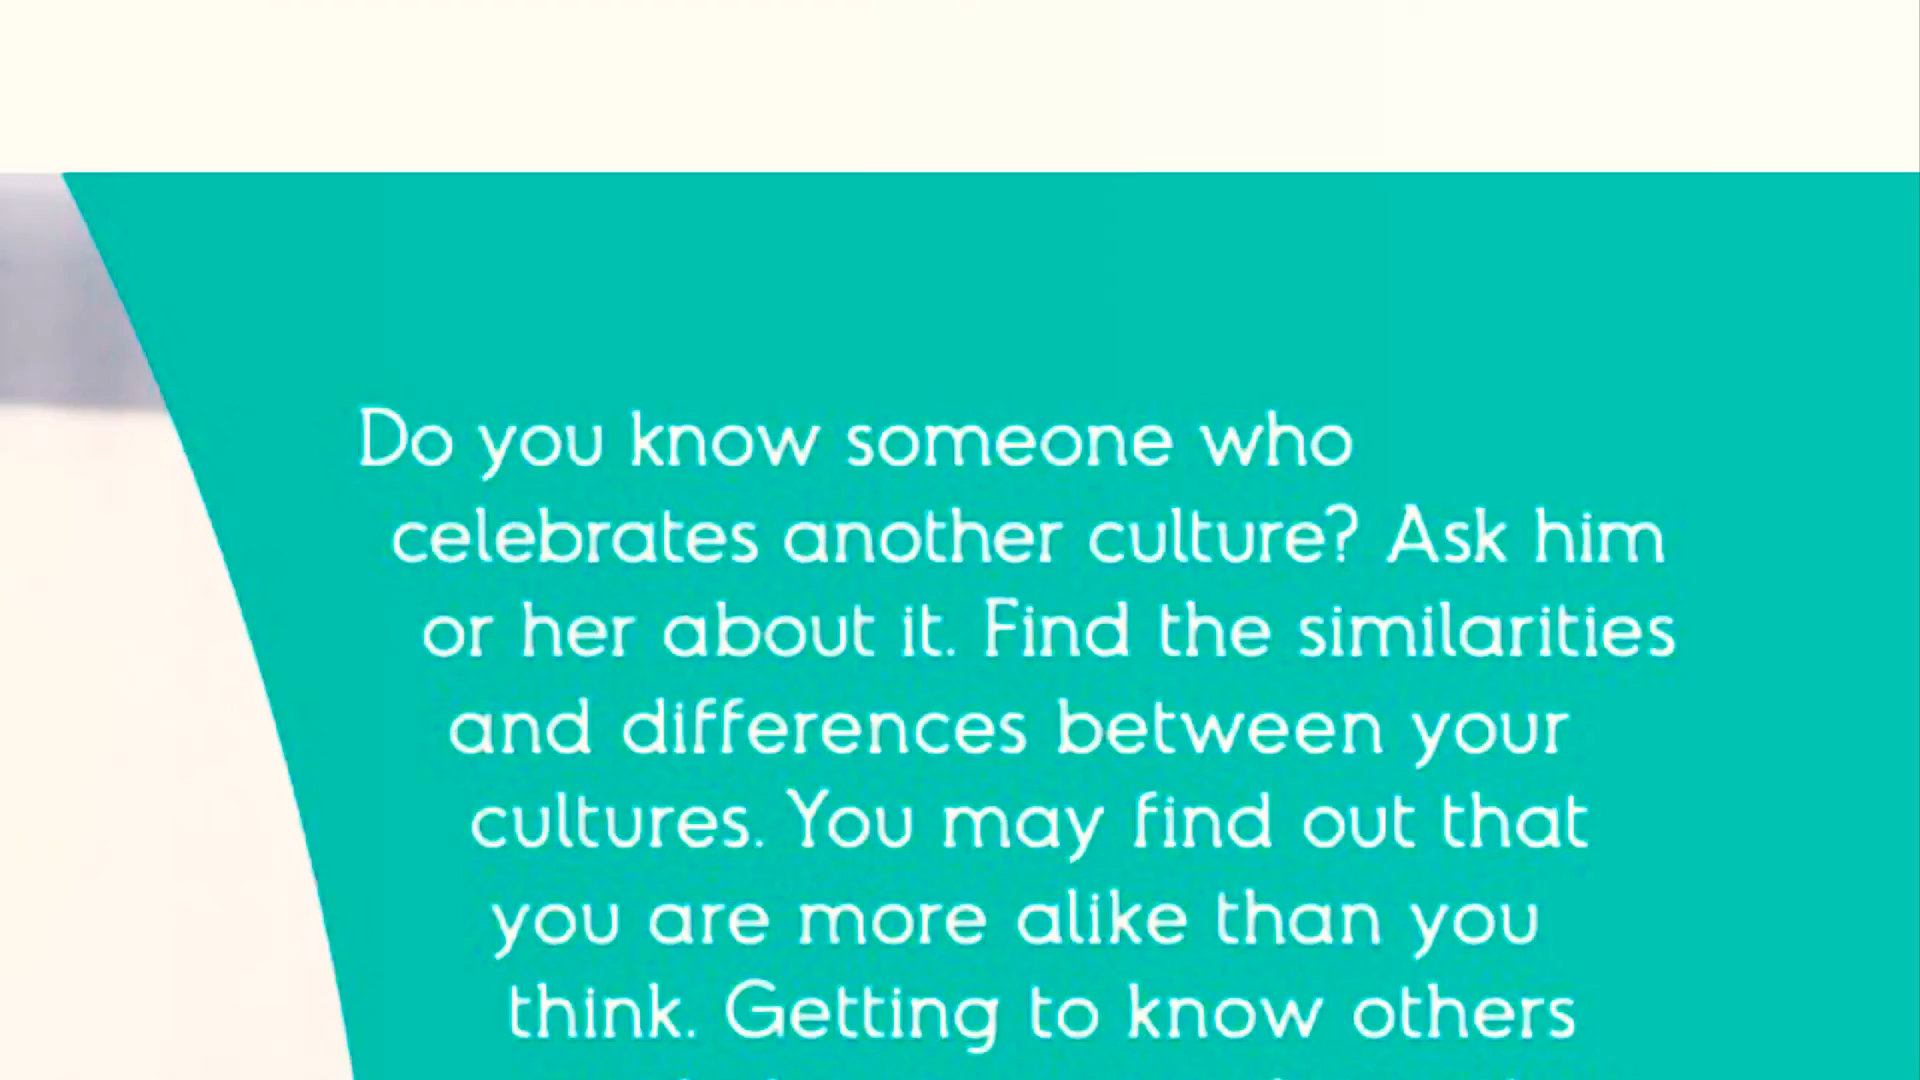 Do you know someone who
celebrates another culture? Ask him
or her about it. Find the similarities
and differences between your
cultures. You may find out that
you are more alike than you
think. Getting to know others